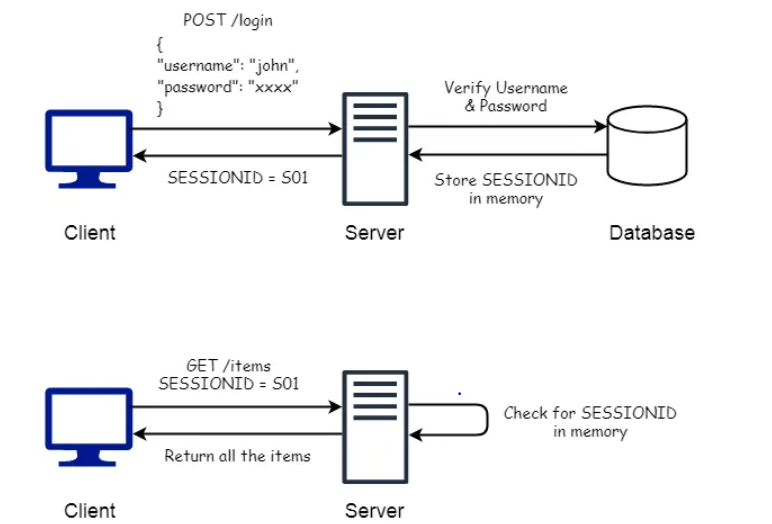 POST /login
{
"username": "john",
"password": "xxxx"
}
Verify Username
& Password
SESSIONID = S01
Store SESSIONID
in memory
Client
Server
Database
GET /items
SESSIONID = S01
Check for SESSIONID
in memory
Return all the items
Client
Server